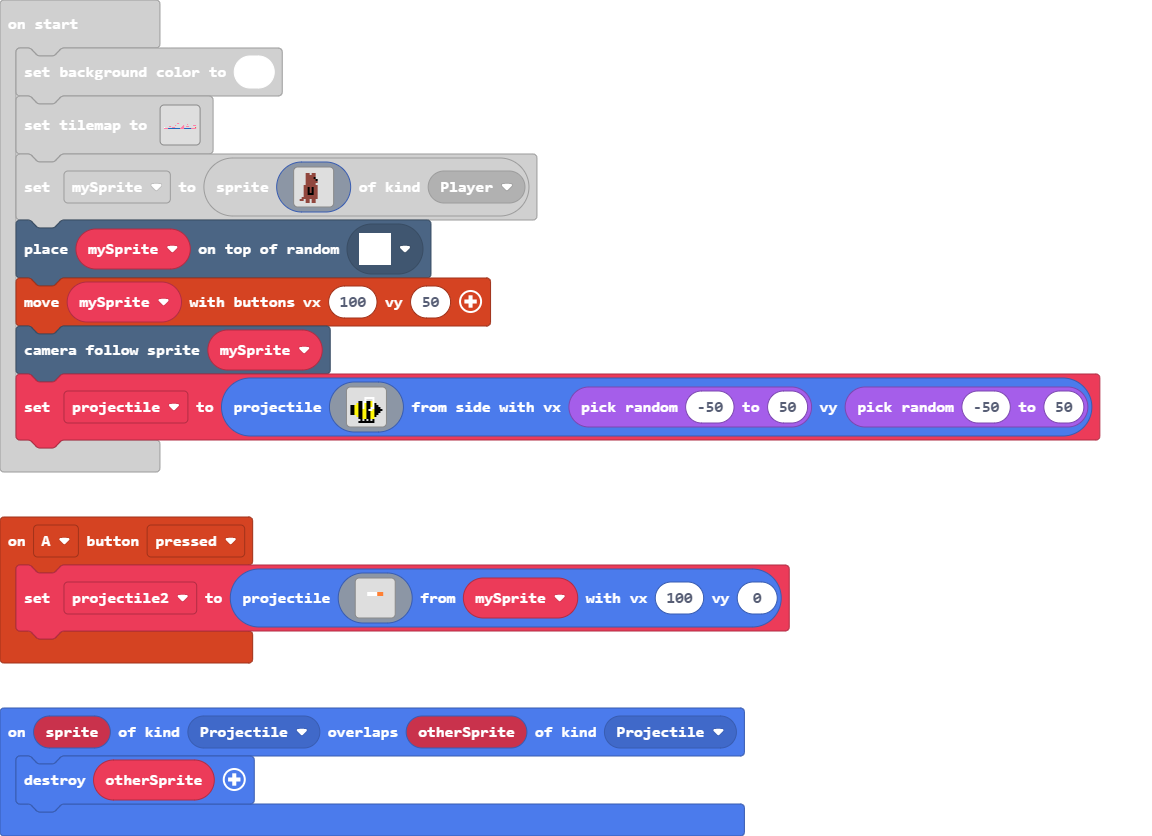 on start
set background color to
set tilemap to
set mySprite to sprite of kind Player
place mySprite on top of random
move mySprite with buttons vx 100 vy 50
camera follow sprite mySprite
set projectile to projectile from side with vx pick random -50 to 50 vy pick random -50 to 50
on A button pressed
set projectile2 to projectile from mySprite with vx 100 vy 0
on sprite of kind Projectile overlaps otherSprite of kind Projectile
destroy otherSprite